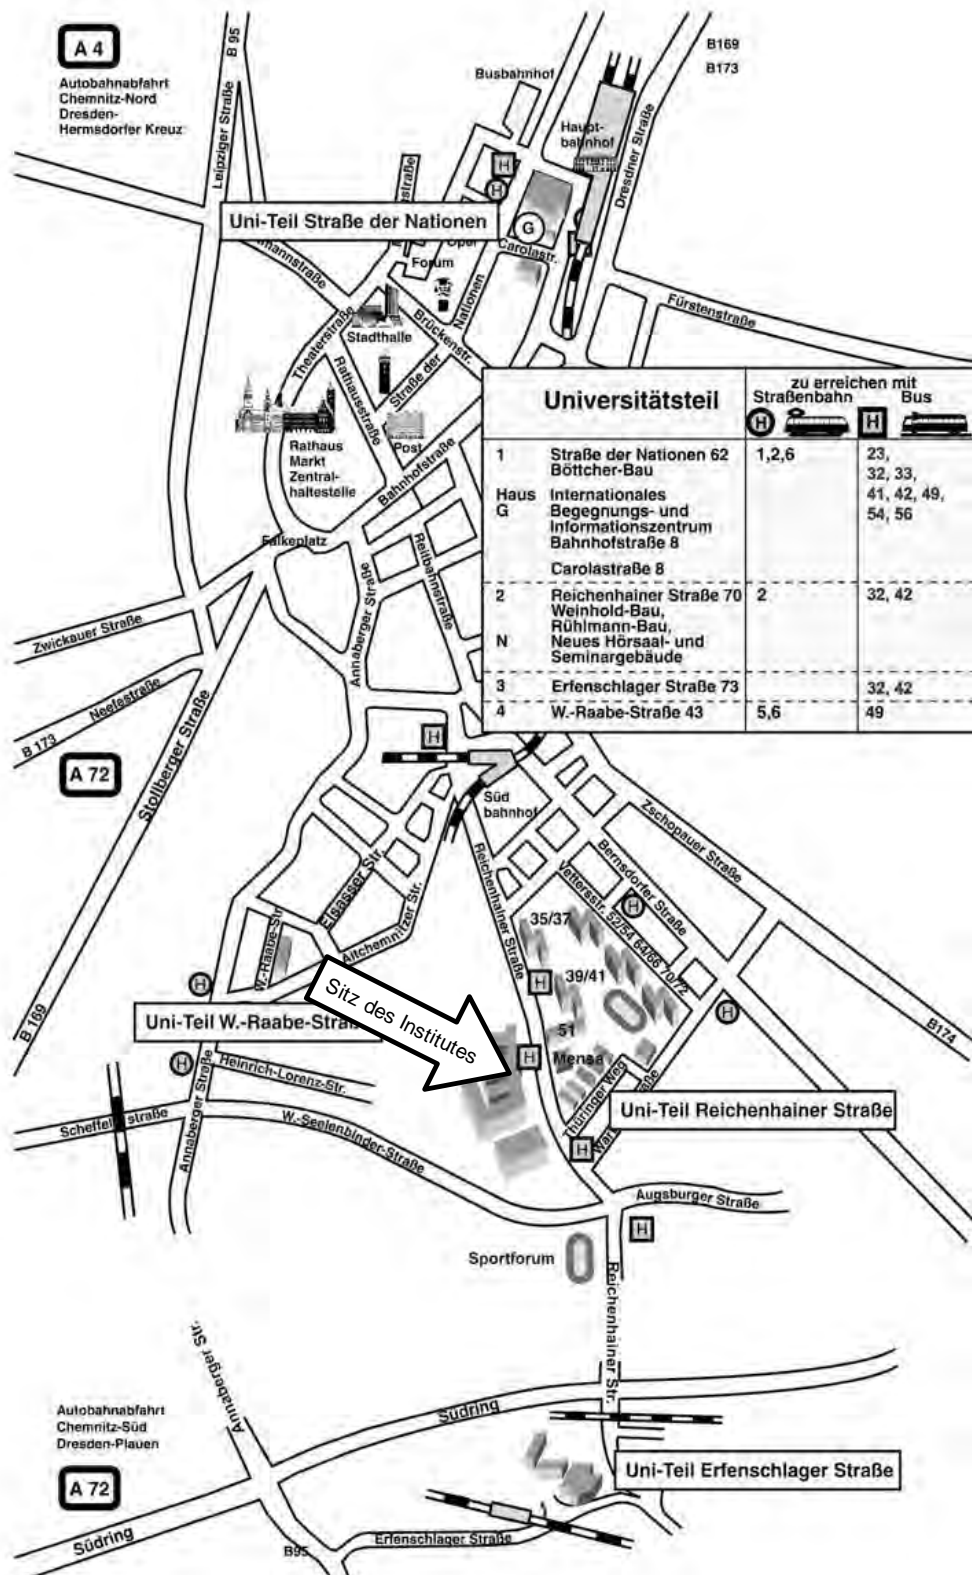 A 4
Autobahnabfahrt
Chemnitz-Nord
Dresden-
Hermsdorfer Kreuz
B 95
Leipziger Straße
Busbahnhof
B169
B173
Haupt-
bahnhof
Dresdner Straße
H
H
Uni-Teil Straße der Nationen
G
Carolastr.
Forum
Nationen
Fürstenstraße
Theaterstraße
Stadthalle
Brückenstr.
Straße der
Rathausstraße
Rathaus
Markt
Zentral-
haltestelle
Post
Bahnhofstraße
Falkeplatz
Reitbahnstraße
Annaberger Straße
Universitätsteil
zu erreichen mit
Straßenbahn Bus
H H
1 Straße der Nationen 62 1,2,6 23,
Böttcher-Bau 32, 33,
Haus Internationales 41, 42, 49,
G Begegnungs- und 54, 56
Informationszentrum
Bahnhofstraße 8
Carolastraße 8
2 Reichenhainer Straße 70 2 32, 42
Weinhold-Bau,
Rühlmann-Bau,
N Neues Hörsaal- und
Seminargebäude
3 Erfenschlager Straße 73 32, 42
4 W.-Raabe-Straße 43 5,6 49
Zwickauer Straße
Neefestraße
B 173
A 72
Stollberger Straße
B 169
H
Süd
bahnhof
Zschopauer Straße
Bernsdorfer Straße
Vettersstr. 52/54 64/66 70/72
H
Reichenhainer Straße
Elsasser Str.
Altchemnitzer Str.
W.-Raabe-Str.
35/37
39/41
51
Mensa
H
H
H
H
B174
Sitz des Institutes
Uni-Teil W.-Raabe-Straß
H
Heinrich-Lorenz-Str.
Scheffelstraße
Annaberger Straße
W.-Seelenbinder-Straße
Thüringer Weg
Uni-Teil Reichenhainer Straße
H
Augsburger Straße
H
Sportforum
Reichenhainer Str.
Annaberger Str.
Autobahnabfahrt
Chemnitz-Süd
Dresden-Plauen
A 72
Südring
Südring
Uni-Teil Erfenschlager Straße
Erfenschlager Straße
B95